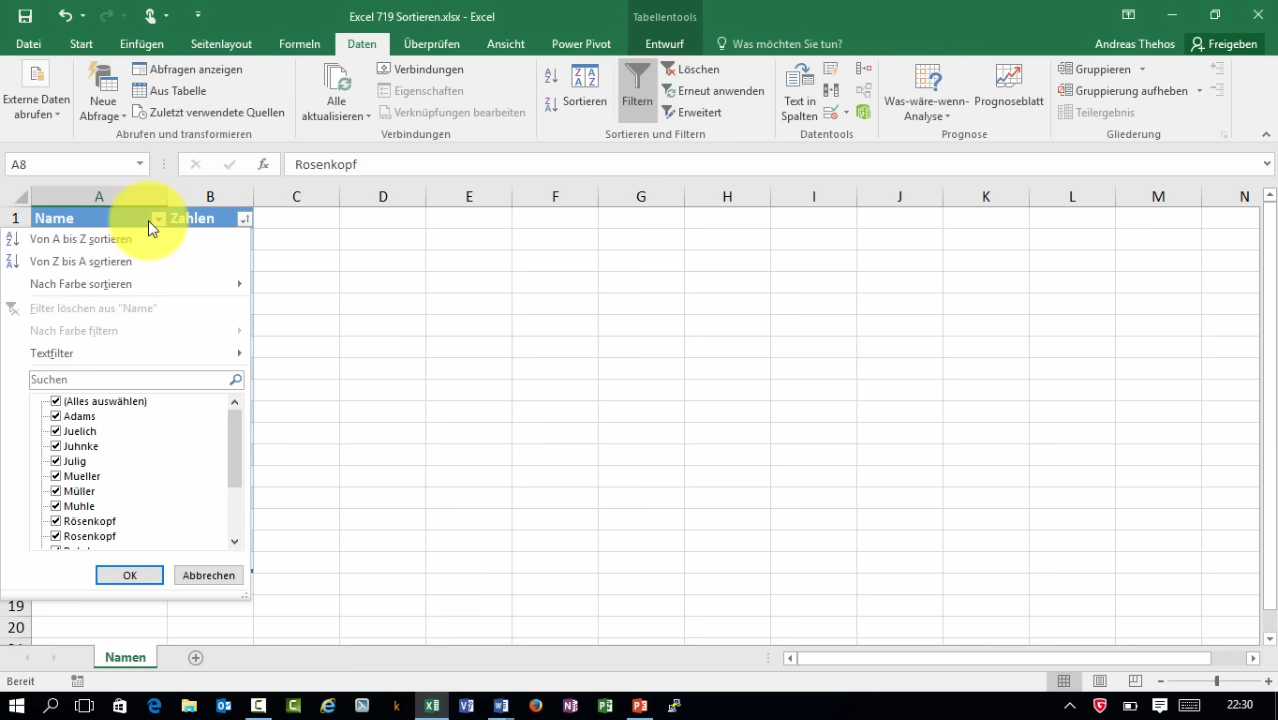 Excel 719 Sortieren.xlsx - Excel
Tabellentools
Datei Start Einfügen Seitenlayout Formeln Daten Überprüfen Ansicht Power Pivot Entwurf Was möchten Sie tun? Andreas Thehos Freigeben
Externe Daten abrufen
Neue Abfrage
Abfragen anzeigen
Aus Tabelle
Zuletzt verwendete Quellen
Alle aktualisieren
Verbindungen
Eigenschaften
Verknüpfungen bearbeiten
Sortieren
Filtern
Löschen
Erneut anwenden
Erweitert
Text in Spalten
Was-wäre-wenn-Analyse
Prognoseblatt
Gruppieren
Gruppierung aufheben
Teilergebnis
Abrufen und transformieren Verbindungen Sortieren und Filtern Datentools Prognose Gliederung
A8 fx Rosenkopf
A B C D E F G H I J K L M N
1 Name Zahlen
Von A bis Z sortieren
Von Z bis A sortieren
Nach Farbe sortieren
Filter löschen aus "Name"
Nach Farbe filtern
Textfilter
Suchen
(Alles auswählen)
Adams
Juelich
Juhnke
Julig
Mueller
Müller
Muhle
Rösenkopf
Rosenkopf
OK Abbrechen
19
20
Namen
Bereit
22:30